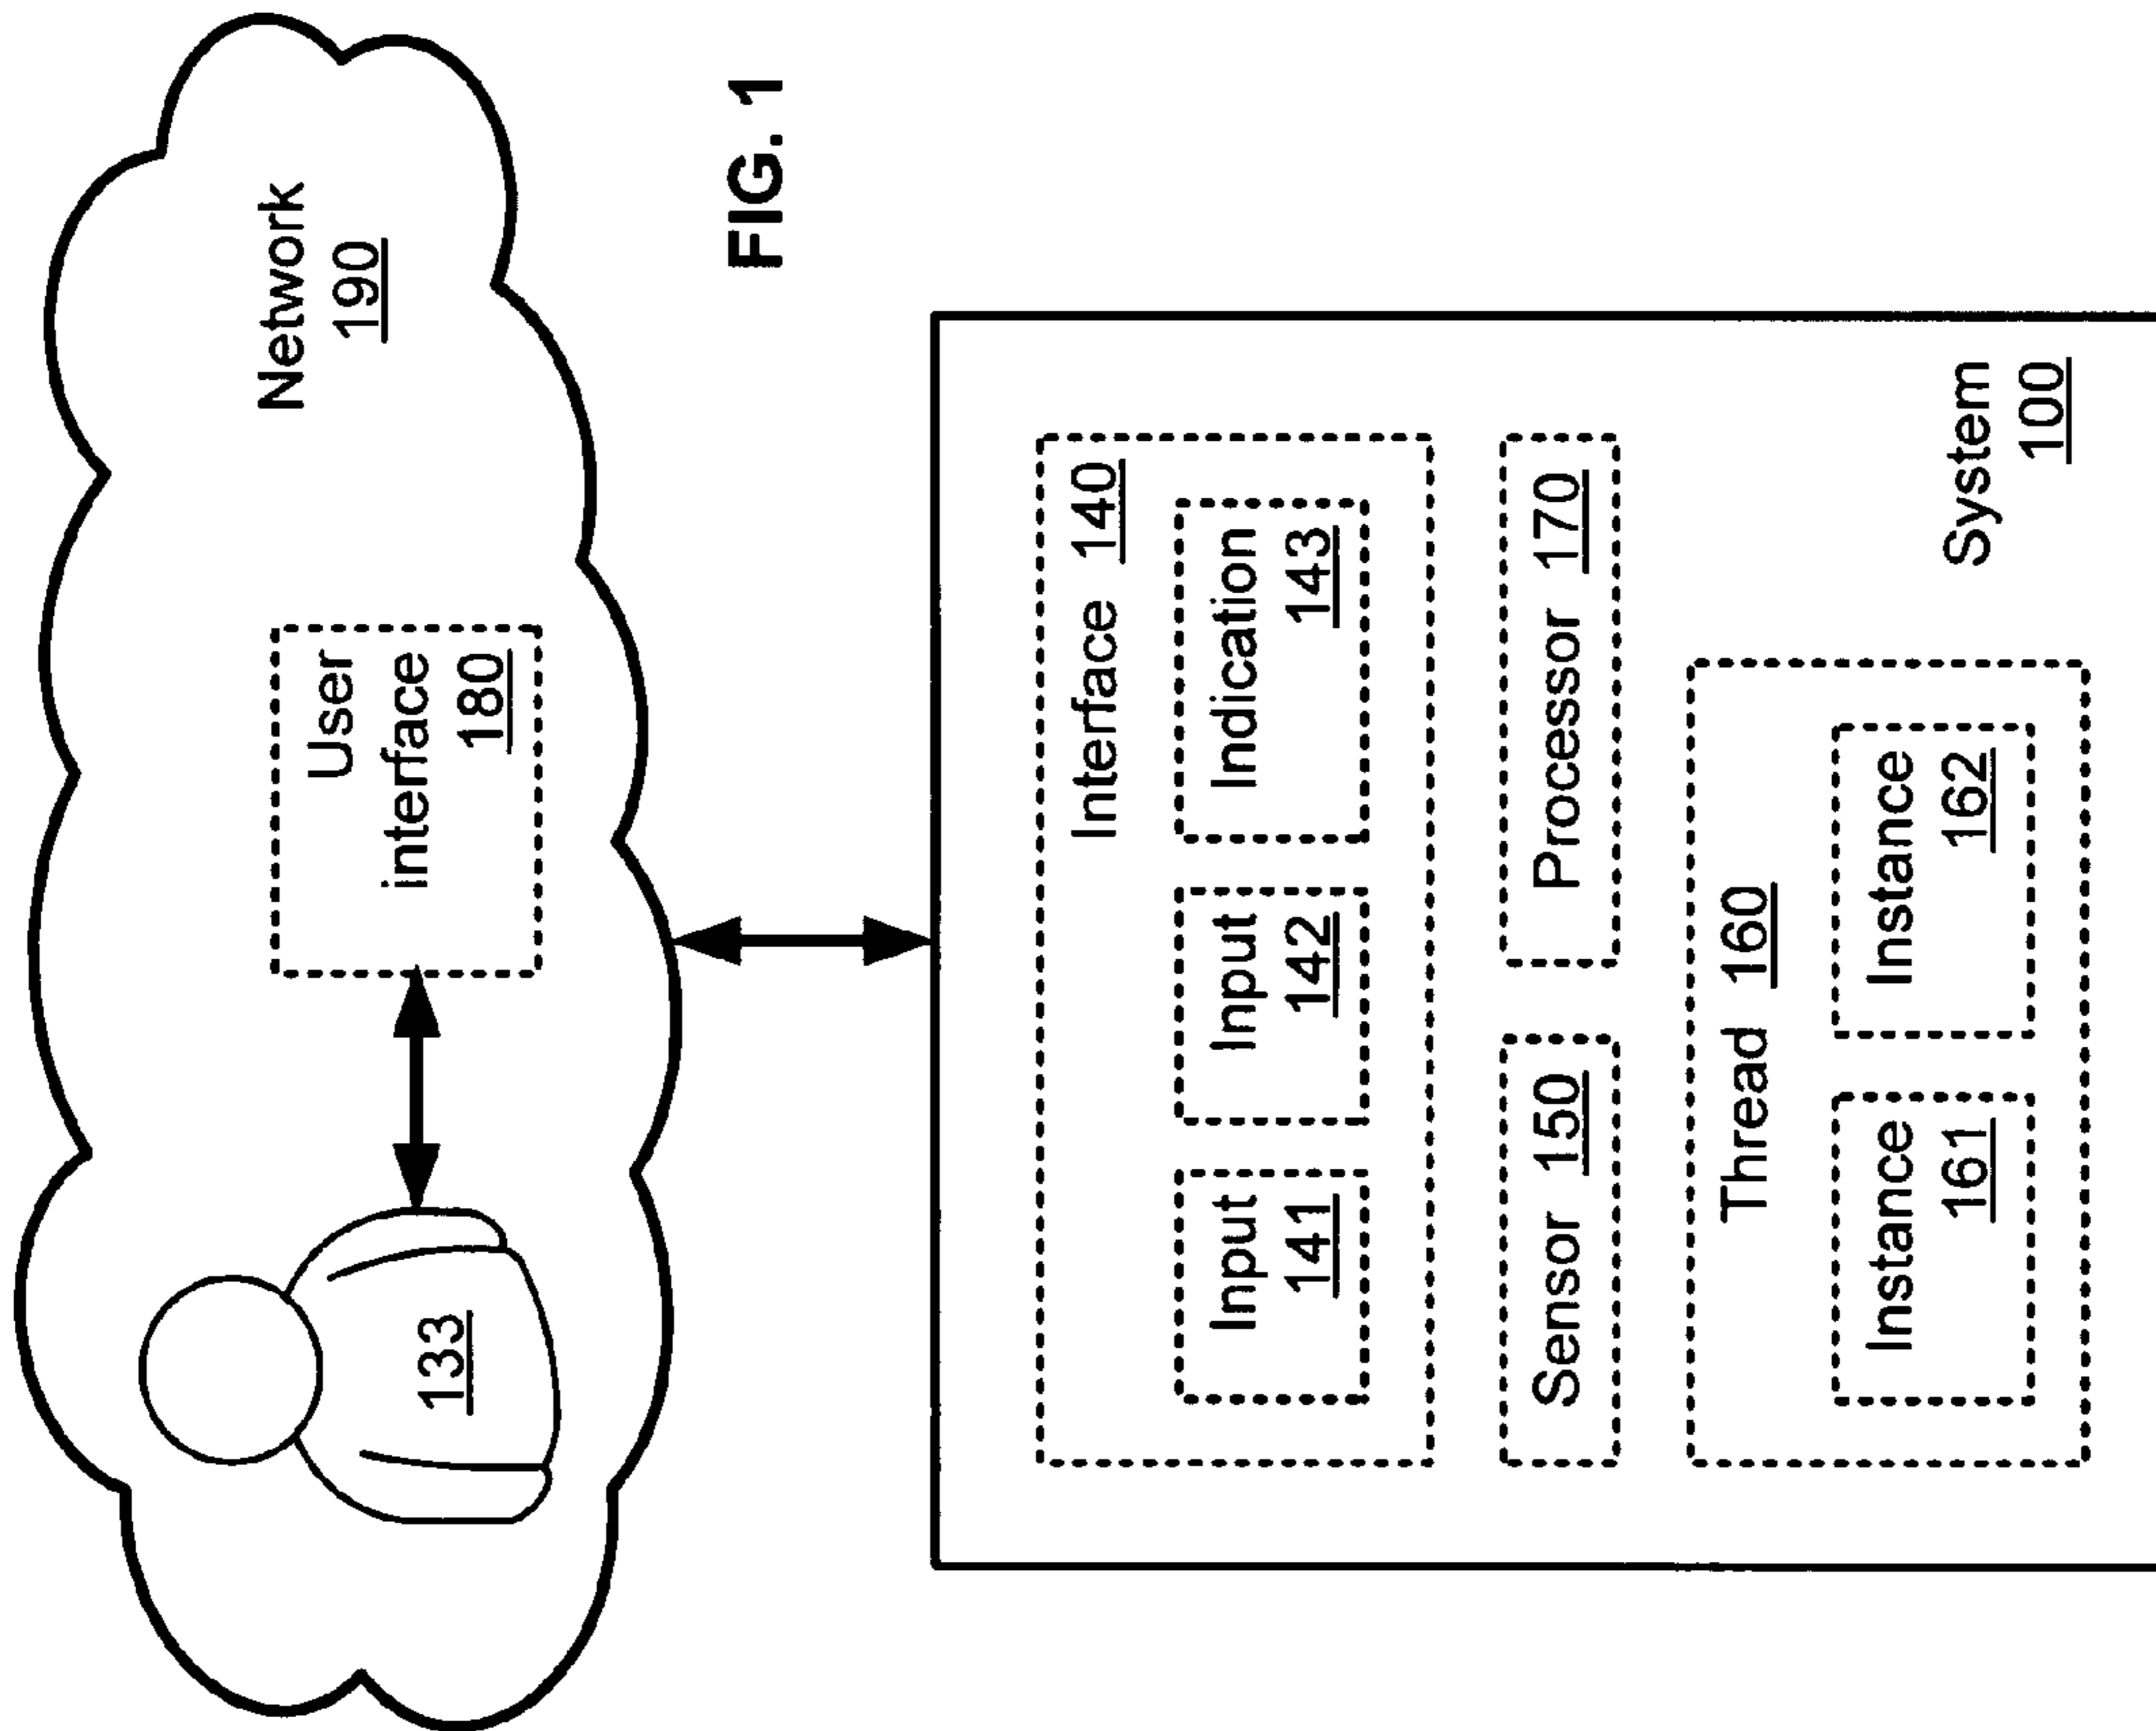 Network
190
User
interface
180
133
FIG. 1
Interface 140
Input
141
Input
142
Indication
143
Sensor 150
Processor 170
Thread 160
Instance
161
Instance
162
System
100